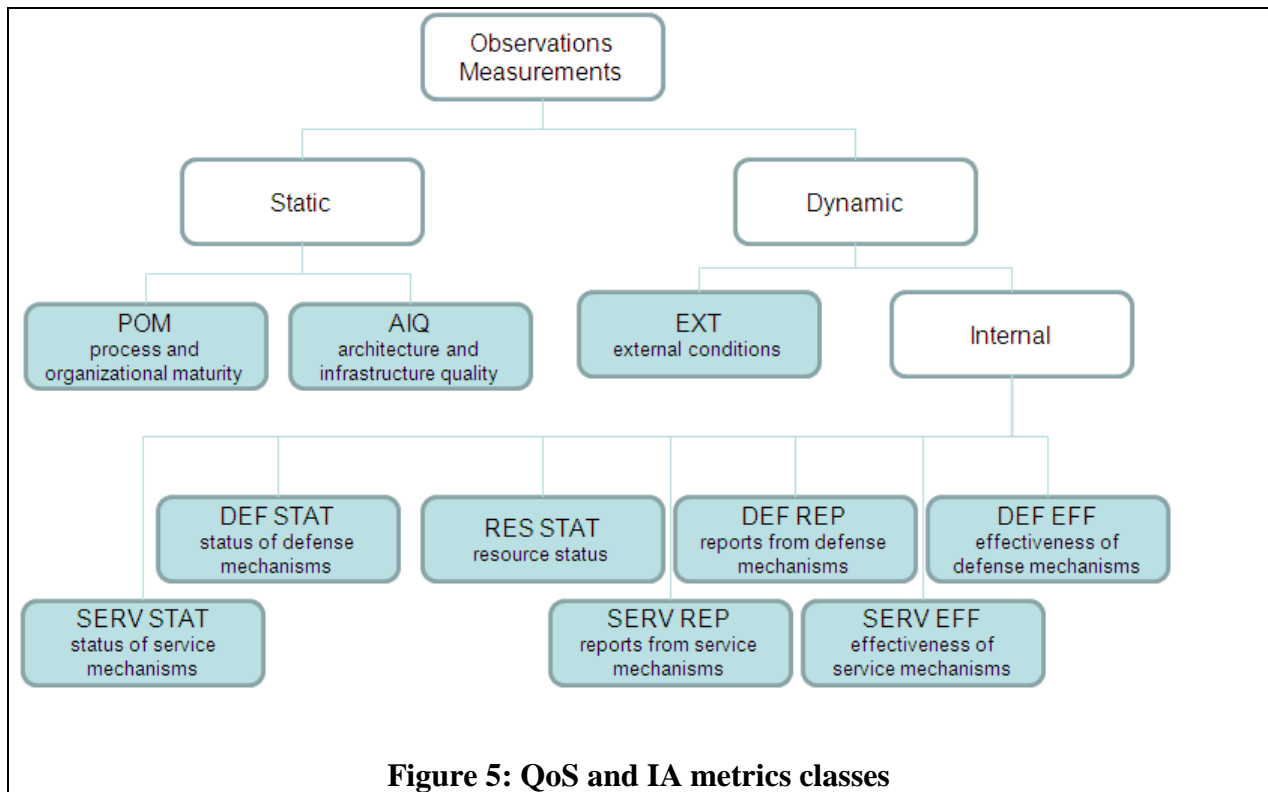 Observations
Measurements
Static
Dynamic
POM
process and
organizational maturity
AIQ
architecture and
infrastructure quality
EXT
external conditions
Internal
DEF STAT
status of defense
mechanisms
RES STAT
resource status
DEF REP
reports from defense
mechanisms
DEF EFF
effectiveness of
defense mechanisms
SERV STAT
status of service
mechanisms
SERV REP
reports from service
mechanisms
SERV EFF
effectiveness of
service mechanisms
Figure 5: QoS and IA metrics classes